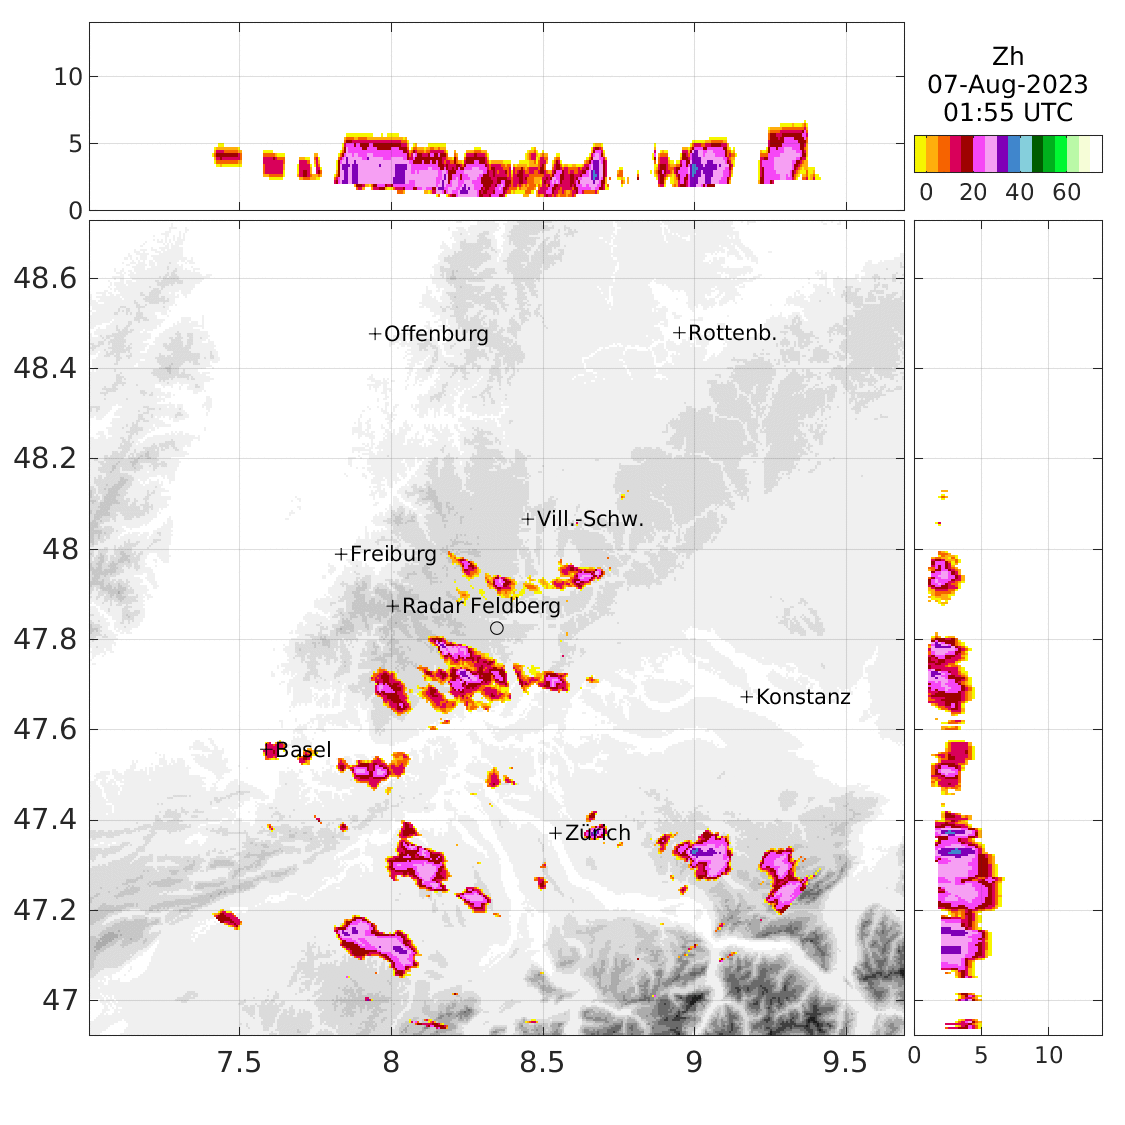 Zh
07-Aug-2023
01:55 UTC
0 20 40 60
10
5
0
48.6
48.4
48.2
48
47.8
47.6
47.4
47.2
47
+Offenburg
+Rottenb.
+Vill.-Schw.
+Freiburg
+Radar Feldberg
+Konstanz
+Basel
+Zürich
7.5 8 8.5 9 9.5
0 5 10